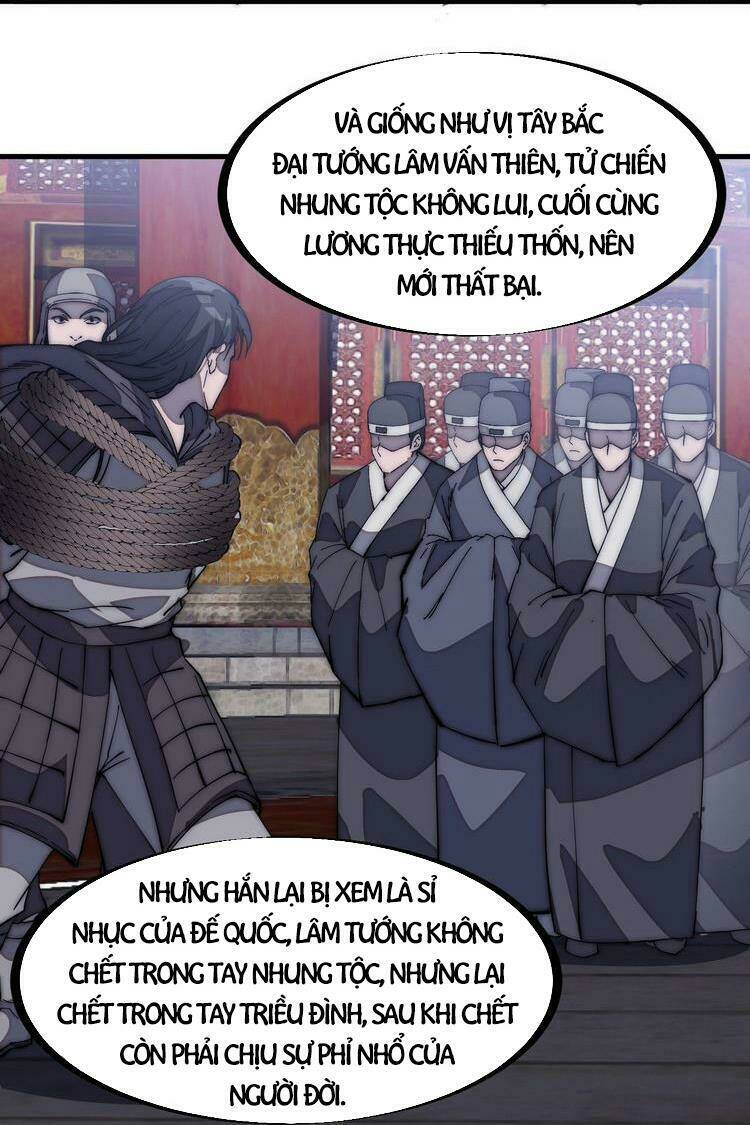 VÀ GIỐNG NHƯ VỊ TÂY BẮC
ĐẠI TƯỚNG LÂM VẤN THIÊN, TỬ CHIẾN
NHUNG TỘC KHÔNG LUI, CUỐI CÙNG
LƯƠNG THỰC THIẾU THỐN, NÊN
MỚI THẤT BẠI.
NHƯNG HẮN LẠI BỊ XEM LÀ SỈ
NHỤC CỦA ĐẾ QUỐC, LÂM TƯỚNG KHÔNG
CHẾT TRONG TAY NHUNG TỘC, NHƯNG LẠI
CHẾT TRONG TAY TRIỀU ĐÌNH, SAU KHI CHẾT
CÒN PHẢI CHỊU SỰ PHỈ NHỔ CỦA
NGƯỜI ĐỜI.